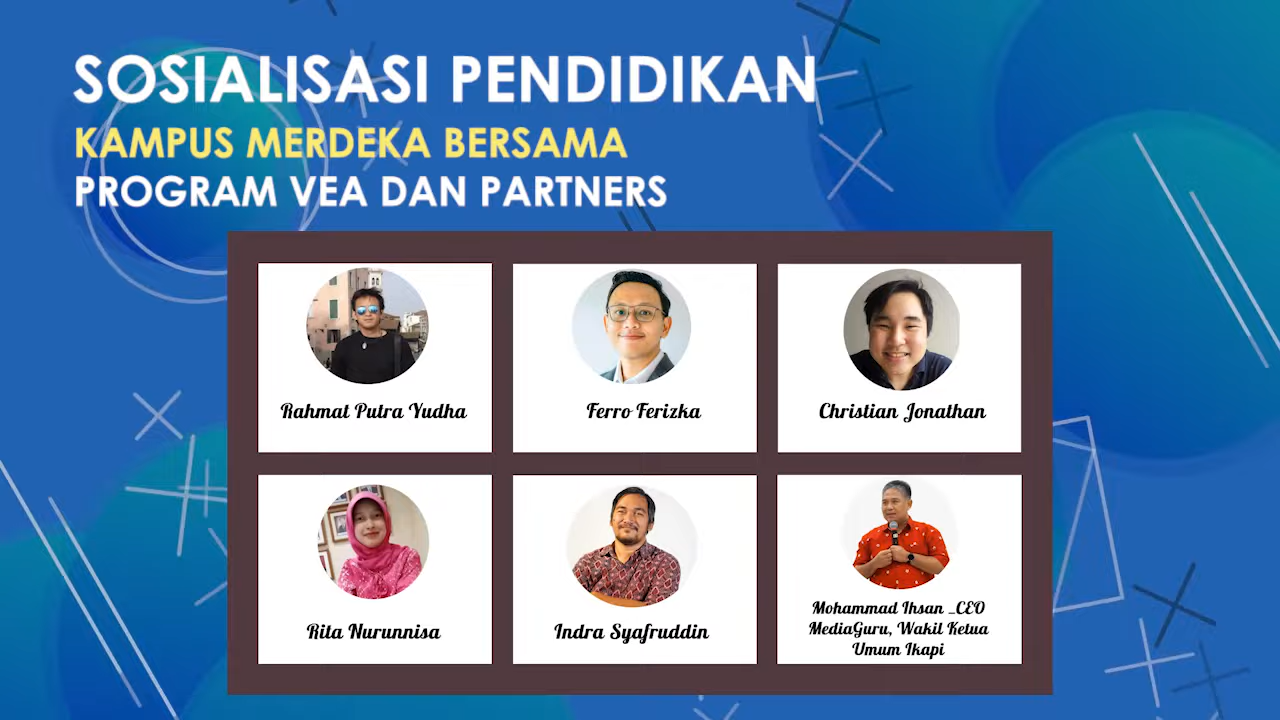 SOSIALISASI PENDIDIKAN
KAMPUS MERDEKA BERSAMA
PROGRAM VEA DAN PARTNERS
Rahmat Putra Yudha
Ferro Ferizka
Christian Jonathan
Rita Nurunnisa
Indra Syafruddin
Mohammad Ihsan _CEO
MediaGuru, Wakil Ketua
Umum Ikapi